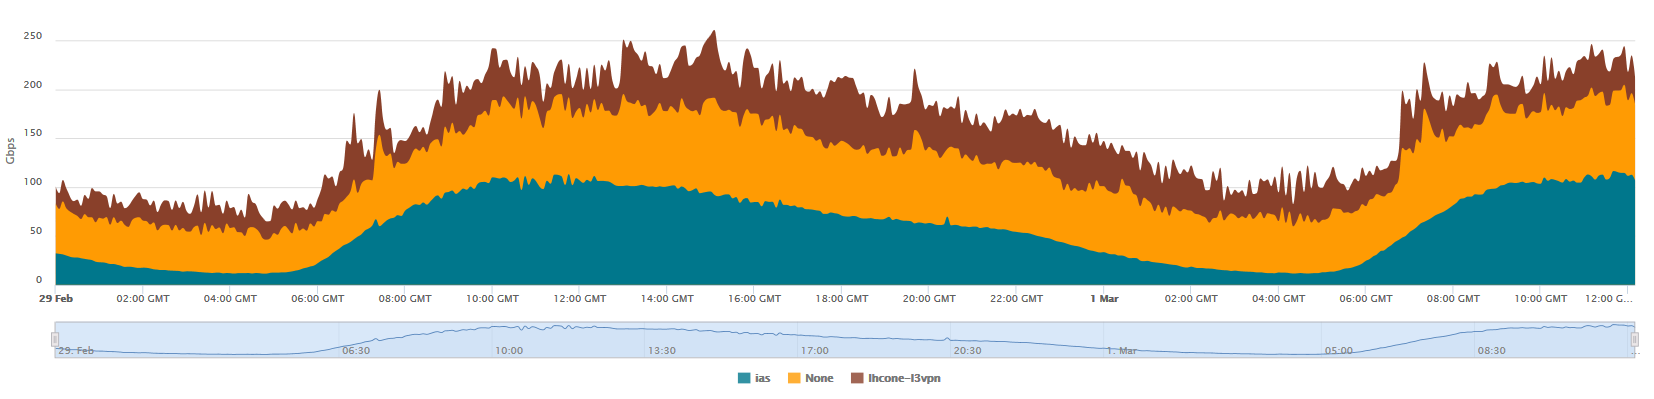 250
200
150
100
50
0
Gbps
29 Feb 02:00 GMT 04:00 GMT 06:00 GMT 08:00 GMT 10:00 GMT 12:00 GMT 14:00 GMT 16:00 GMT 18:00 GMT 20:00 GMT 22:00 GMT 1 Mar 02:00 GMT 04:00 GMT 06:00 GMT 08:00 GMT 10:00 GMT 12:00 G...
29. Feb 06:30 10:00 13:30 17:00 20:30 1. Mar 05:00 08:30 ...
ias None lhcone-l3vpn